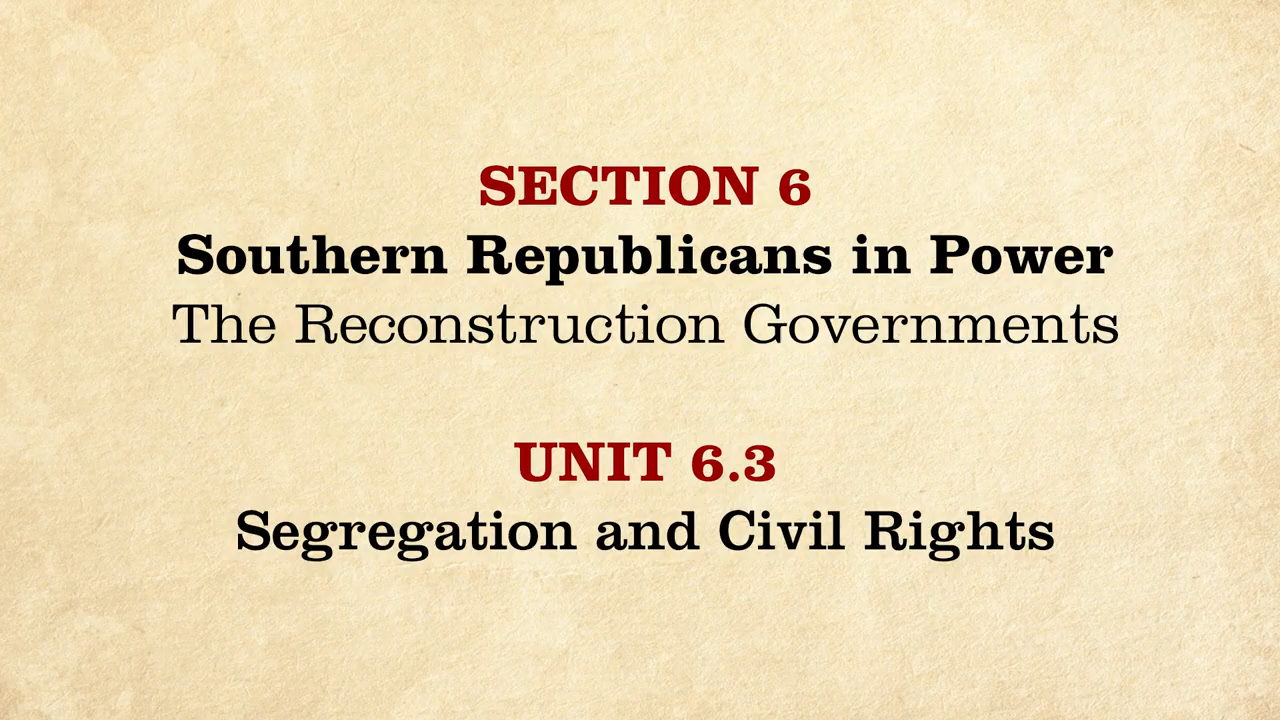 SECTION 6
Southern Republicans in Power
The Reconstruction Governments
UNIT 6.3
Segregation and Civil Rights